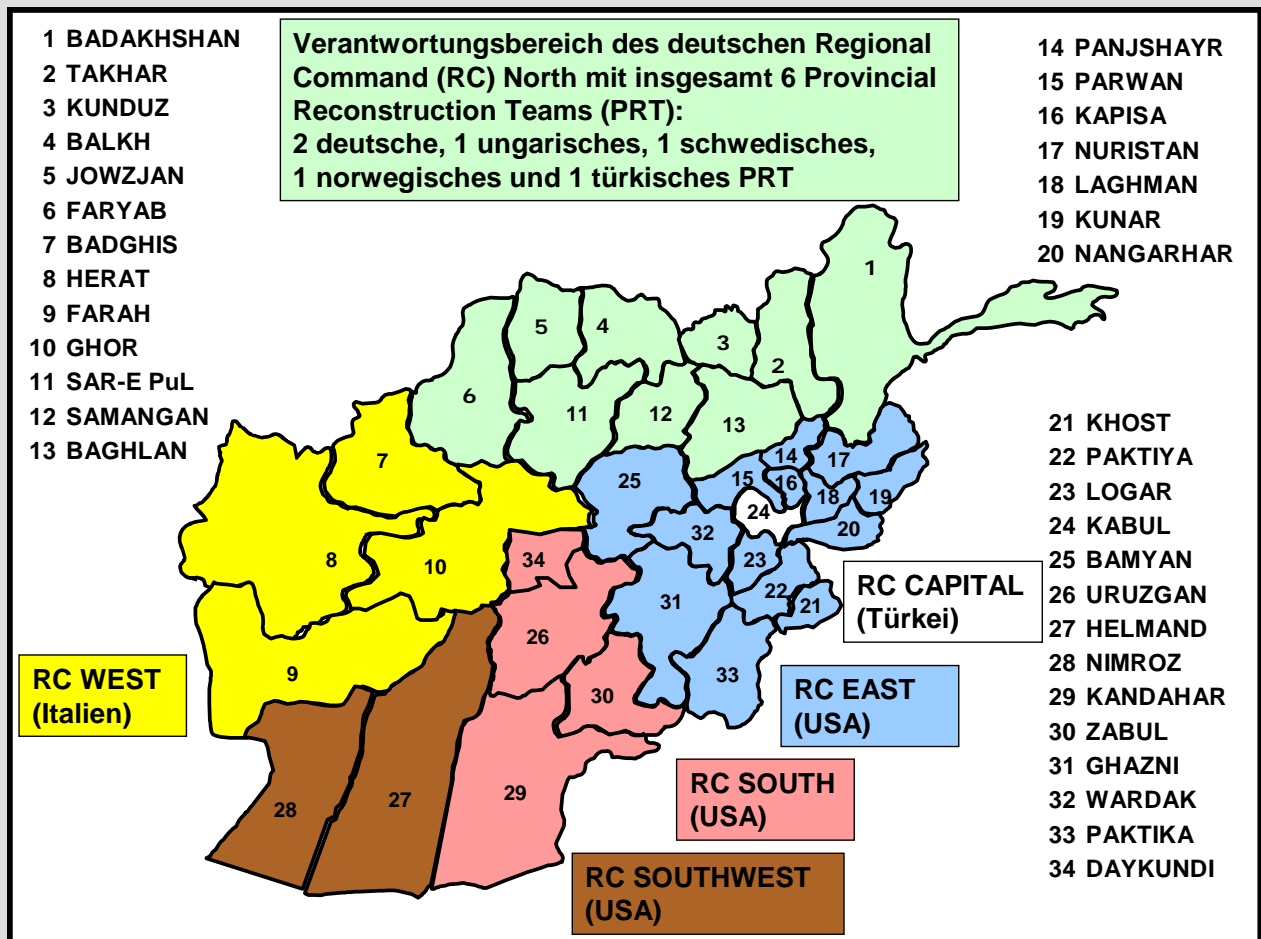 1 BADAKHSHAN
2 TAKHAR
3 KUNDUZ
4 BALKH
5 JOWZJAN
6 FARYAB
7 BADGHIS
8 HERAT
9 FARAH
10 GHOR
11 SAR-E PuL
12 SAMANGAN
13 BAGHLAN
Verantwortungsbereich des deutschen Regional
Command (RC) North mit insgesamt 6 Provincial
Reconstruction Teams (PRT):
2 deutsche, 1 ungarisches, 1 schwedisches,
1 norwegisches und 1 türkisches PRT
14 PANJSHAYR
15 PARWAN
16 KAPISA
17 NURISTAN
18 LAGHMAN
19 KUNAR
20 NANGARHAR
21 KHOST
22 PAKTIYA
23 LOGAR
24 KABUL
25 BAMYAN
26 URUZGAN
27 HELMAND
28 NIMROZ
29 KANDAHAR
30 ZABUL
31 GHAZNI
32 WARDAK
33 PAKTIKA
34 DAYKUNDI
1
5
4
3
2
6
11
12
13
7
14
17
25
15
16
18
19
24
20
32
8
10
34
23
22
21
31
26
9
33
30
29
27
28
RC CAPITAL
(Türkei)
RC WEST
(Italien)
RC EAST
(USA)
RC SOUTH
(USA)
RC SOUTHWEST
(USA)